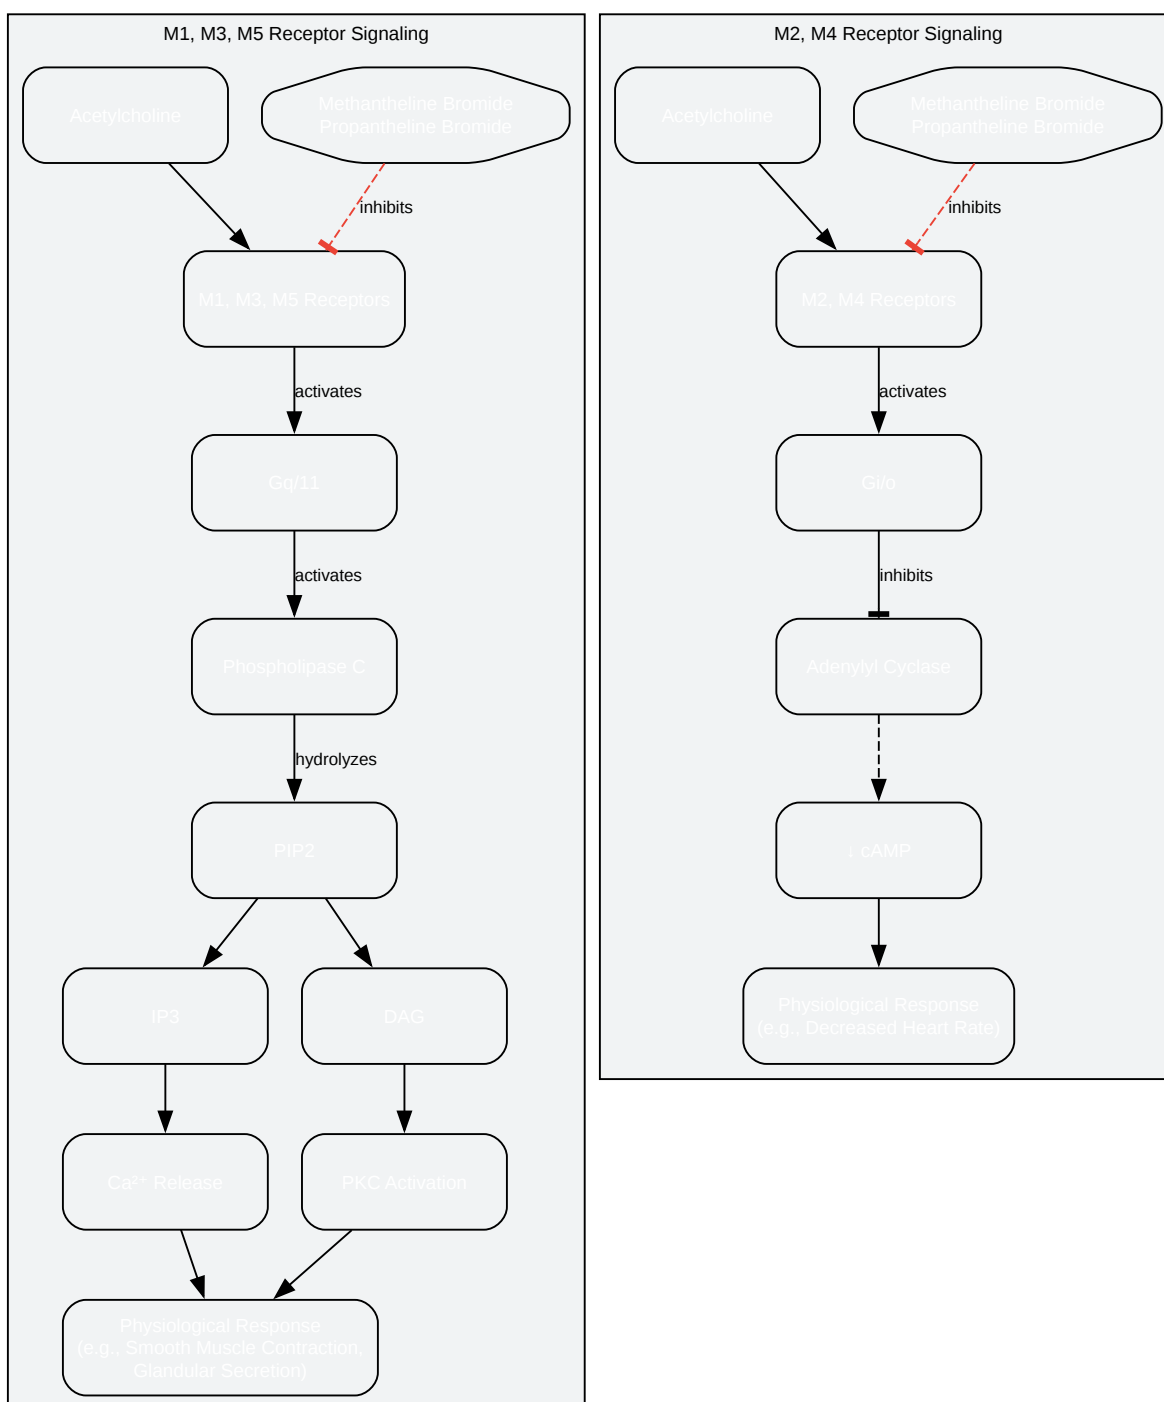 M1, M3, M5 Receptor Signaling
Acetylcholine
Methantheline Bromide
Propantheline Bromide
inhibits
M1, M3, M5 Receptors
activates
Gq/11
activates
Phospholipase C
hydrolyzes
PIP2
IP3
DAG
Ca²⁺ Release
PKC Activation
Physiological Response
(e.g., Smooth Muscle Contraction,
Glandular Secretion)
M2, M4 Receptor Signaling
Acetylcholine
Methantheline Bromide
Propantheline Bromide
inhibits
M2, M4 Receptors
activates
Gi/o
inhibits
Adenylyl Cyclase
↓ cAMP
Physiological Response
(e.g., Decreased Heart Rate)